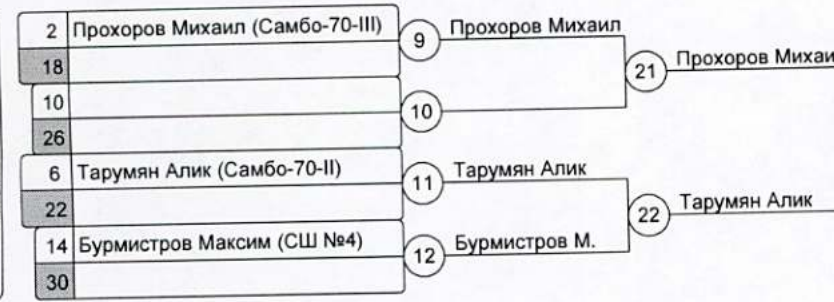 2 Прохоров Михаил (Самбо-70-III)
18
9 Прохоров Михаил
10
26
10
21 Прохоров Михаи
6 Тарумян Алик (Самбо-70-II)
22
11 Тарумян Алик
14 Бурмистров Максим (СШ №4)
30
12 Бурмистров М.
22 Тарумян Алик